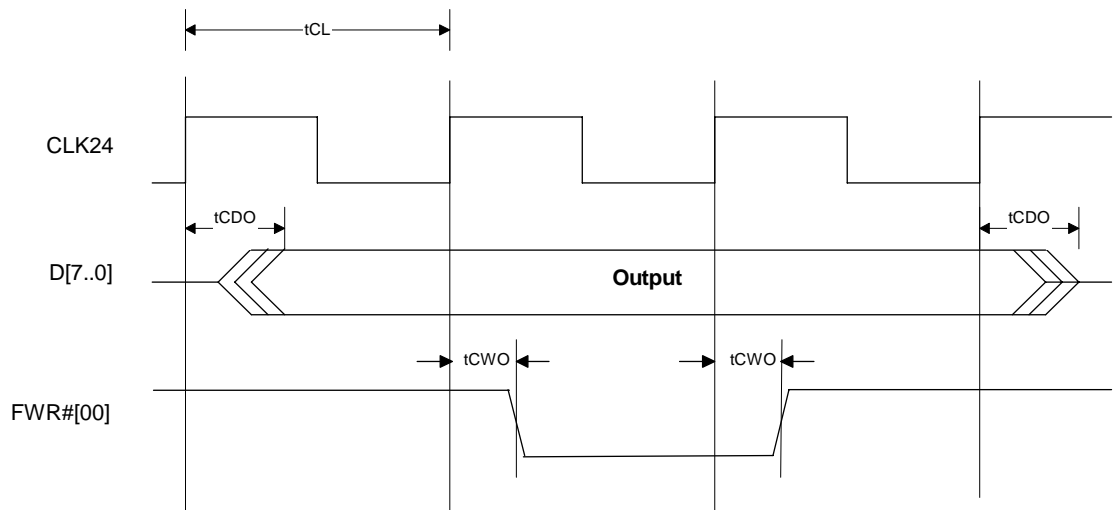 tCL
CLK24
tCDO
tCDO
D[7..0]
Output
tCWO
tCWO
FWR#[00]